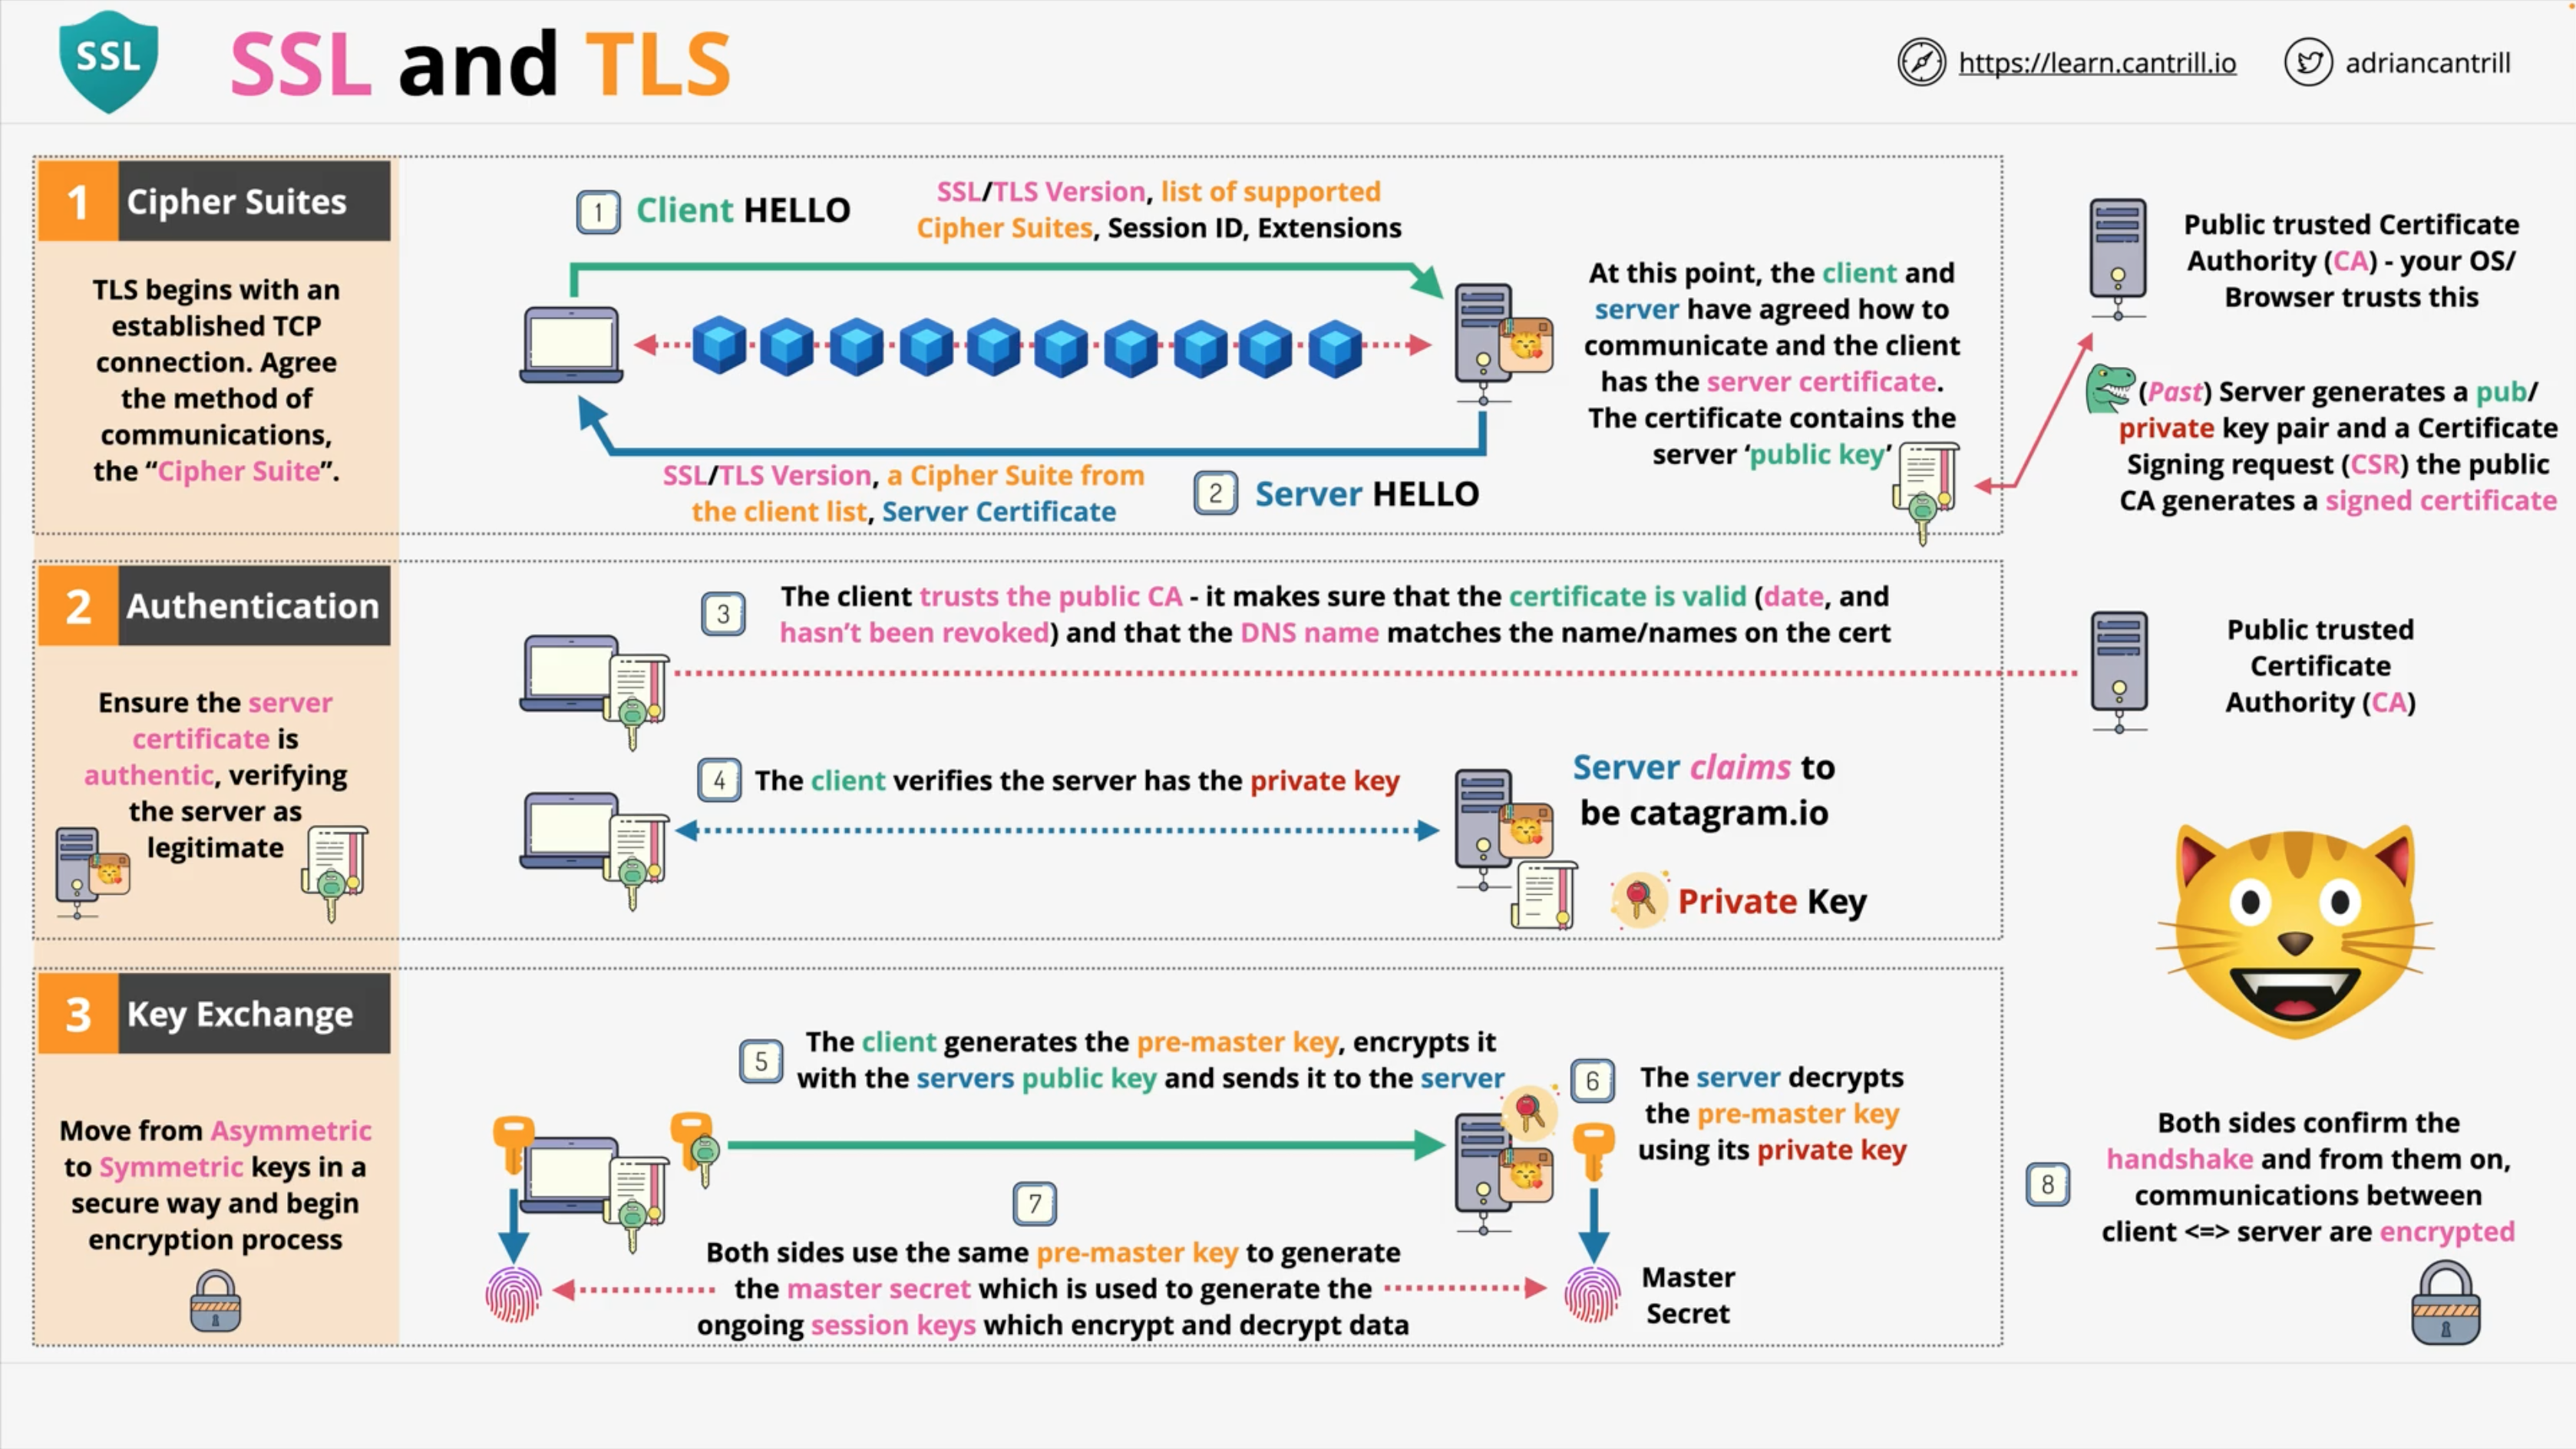 SSL
SSL and TLS
https://learn.cantrill.io
adriancantrill
1 Cipher Suites
TLS begins with an
established TCP
connection. Agree
the method of
communications,
the “Cipher Suite”.
1 Client HELLO
SSL/TLS Version, list of supported
Cipher Suites, Session ID, Extensions
SSL/TLS Version, a Cipher Suite from
the client list, Server Certificate
2 Server HELLO
At this point, the client and
server have agreed how to
communicate and the client
has the server certificate.
The certificate contains the
server ‘public key’
Public trusted Certificate
Authority (CA) - your OS/
Browser trusts this
(Past) Server generates a pub/
private key pair and a Certificate
Signing request (CSR) the public
CA generates a signed certificate
2 Authentication
Ensure the server
certificate is
authentic, verifying
the server as
legitimate
3
The client trusts the public CA - it makes sure that the certificate is valid (date, and
hasn’t been revoked) and that the DNS name matches the name/names on the cert
Public trusted
Certificate
Authority (CA)
4 The client verifies the server has the private key
Server claims to
be catagram.io
Private Key
3 Key Exchange
Move from Asymmetric
to Symmetric keys in a
secure way and begin
encryption process
5
The client generates the pre-master key, encrypts it
with the servers public key and sends it to the server
6
The server decrypts
the pre-master key
using its private key
7
Both sides use the same pre-master key to generate
the master secret which is used to generate the
ongoing session keys which encrypt and decrypt data
Master
Secret
8
Both sides confirm the
handshake and from them on,
communications between
client <=> server are encrypted